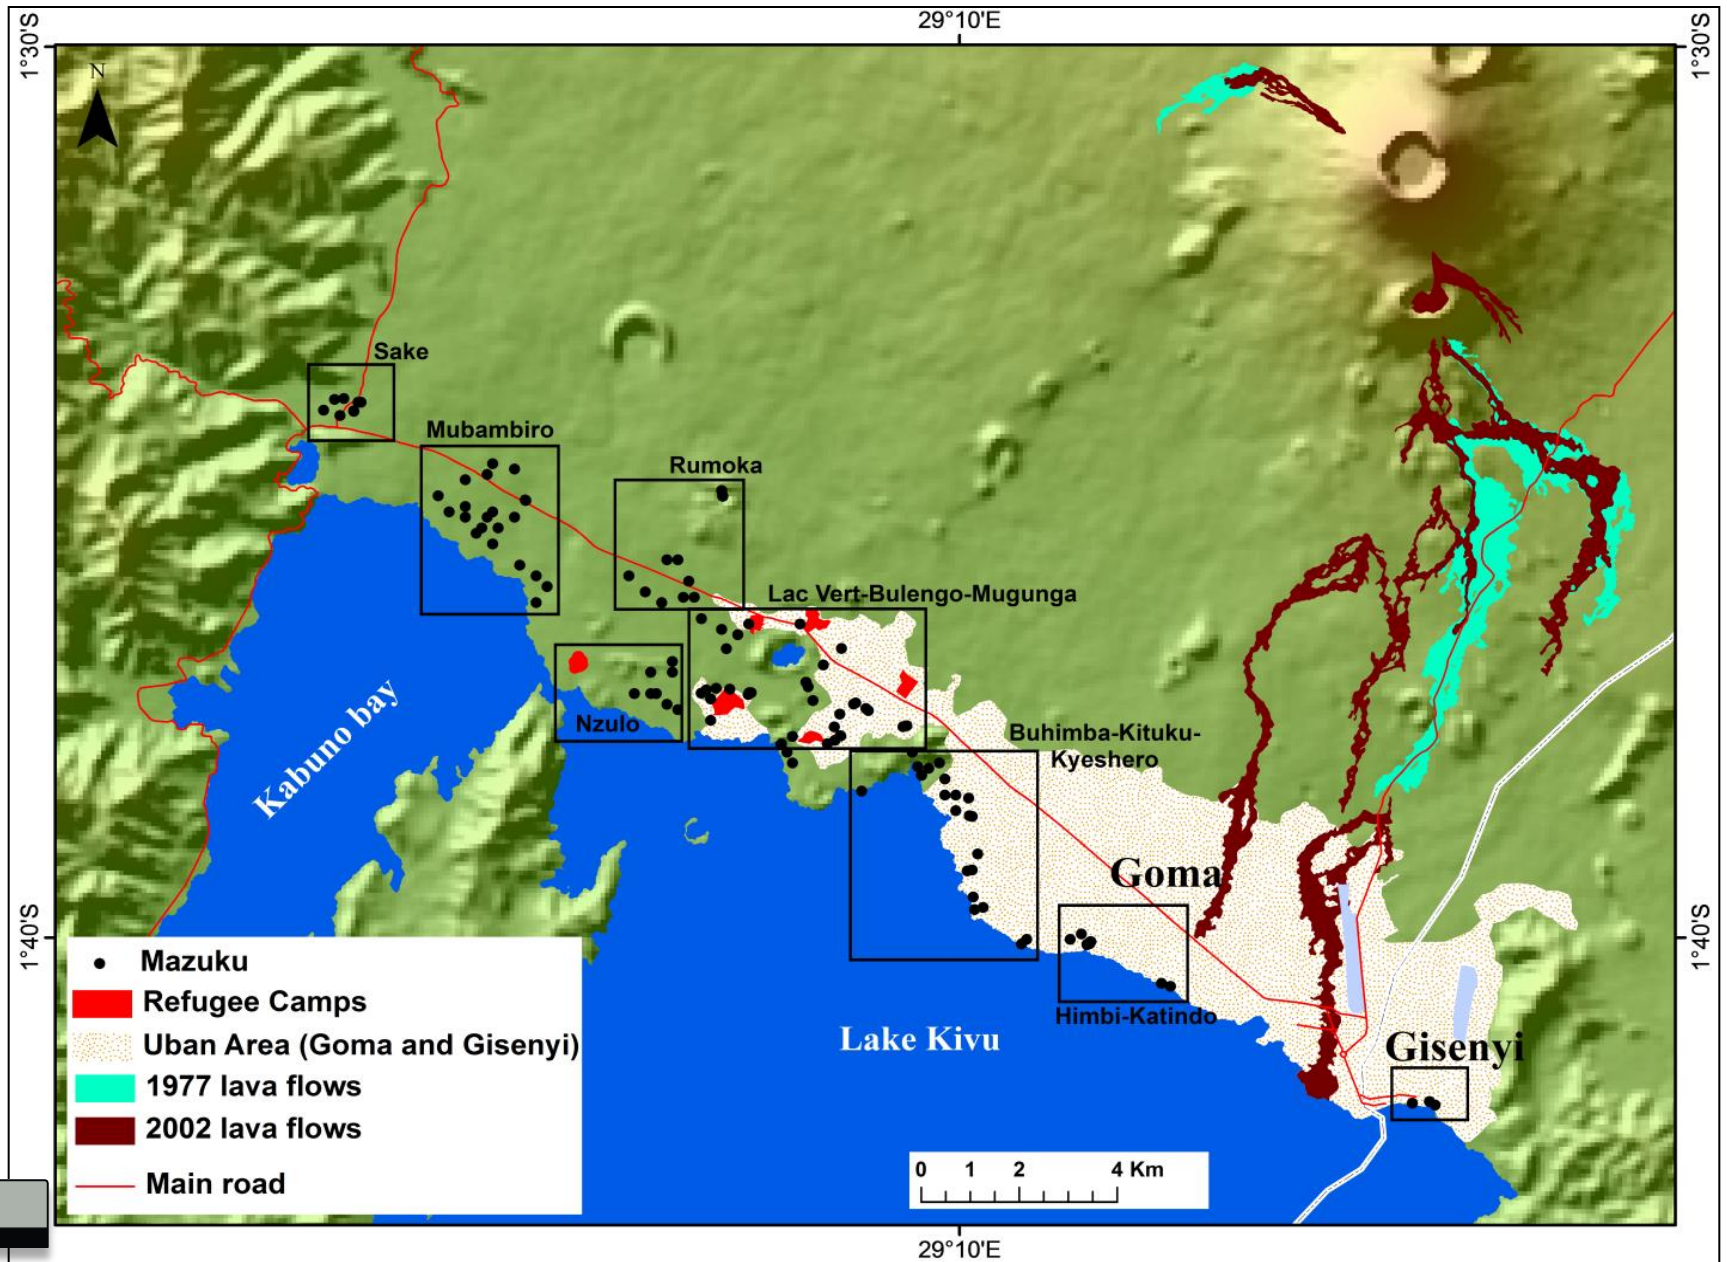 29°10'E
1°30'S
1°30'S
N
Sake
Mubambiro
Rumoka
Lac Vert-Bulengo-Mugunga
Nzulo
Buhimba-Kituku-
Kyeshero
Kabuno bay
Goma
1°40'S
1°40'S
Himbi-Katindo
Lake Kivu
Gisenyi
Mazuku
Refugee Camps
Uban Area (Goma and Gisenyi)
1977 lava flows
2002 lava flows
Main road
0 1 2 4 Km
29°10'E